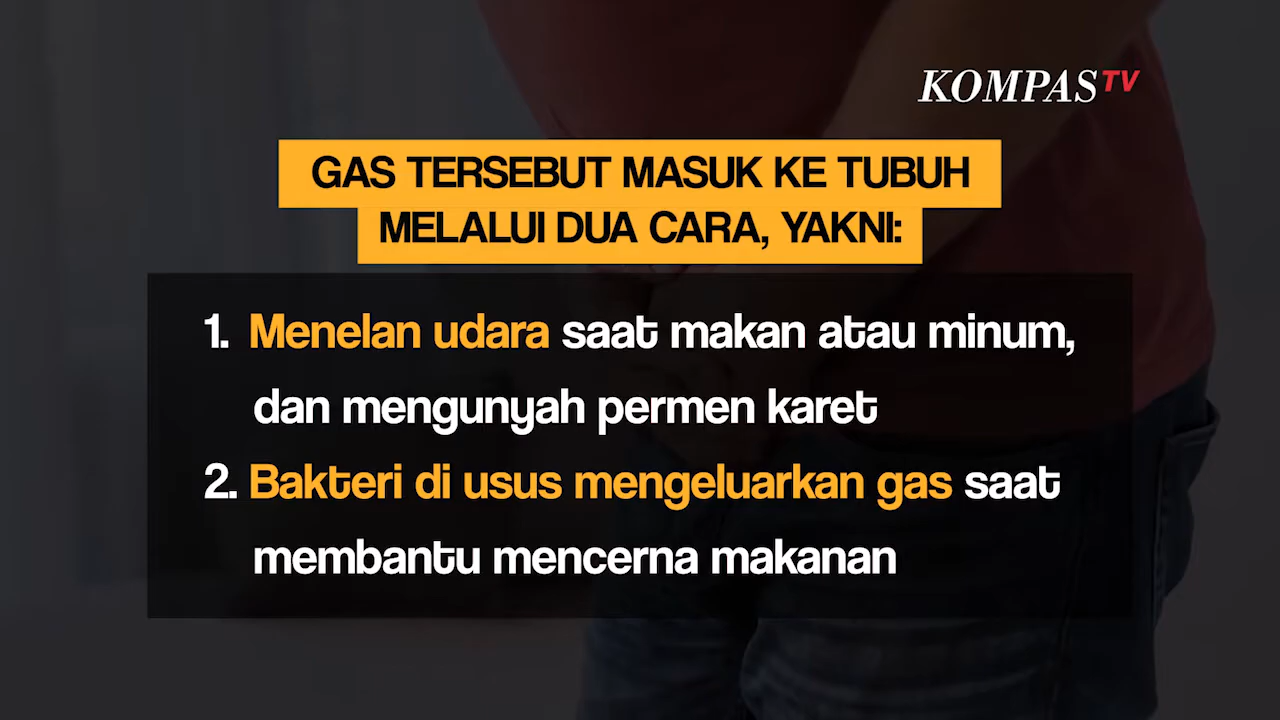 KOMPASTV
GAS TERSEBUT MASUK KE TUBUH
MELALUI DUA CARA, YAKNI:
1. Menelan udara saat makan atau minum,
dan mengunyah permen karet
2. Bakteri di usus mengeluarkan gas saat
membantu mencerna makanan